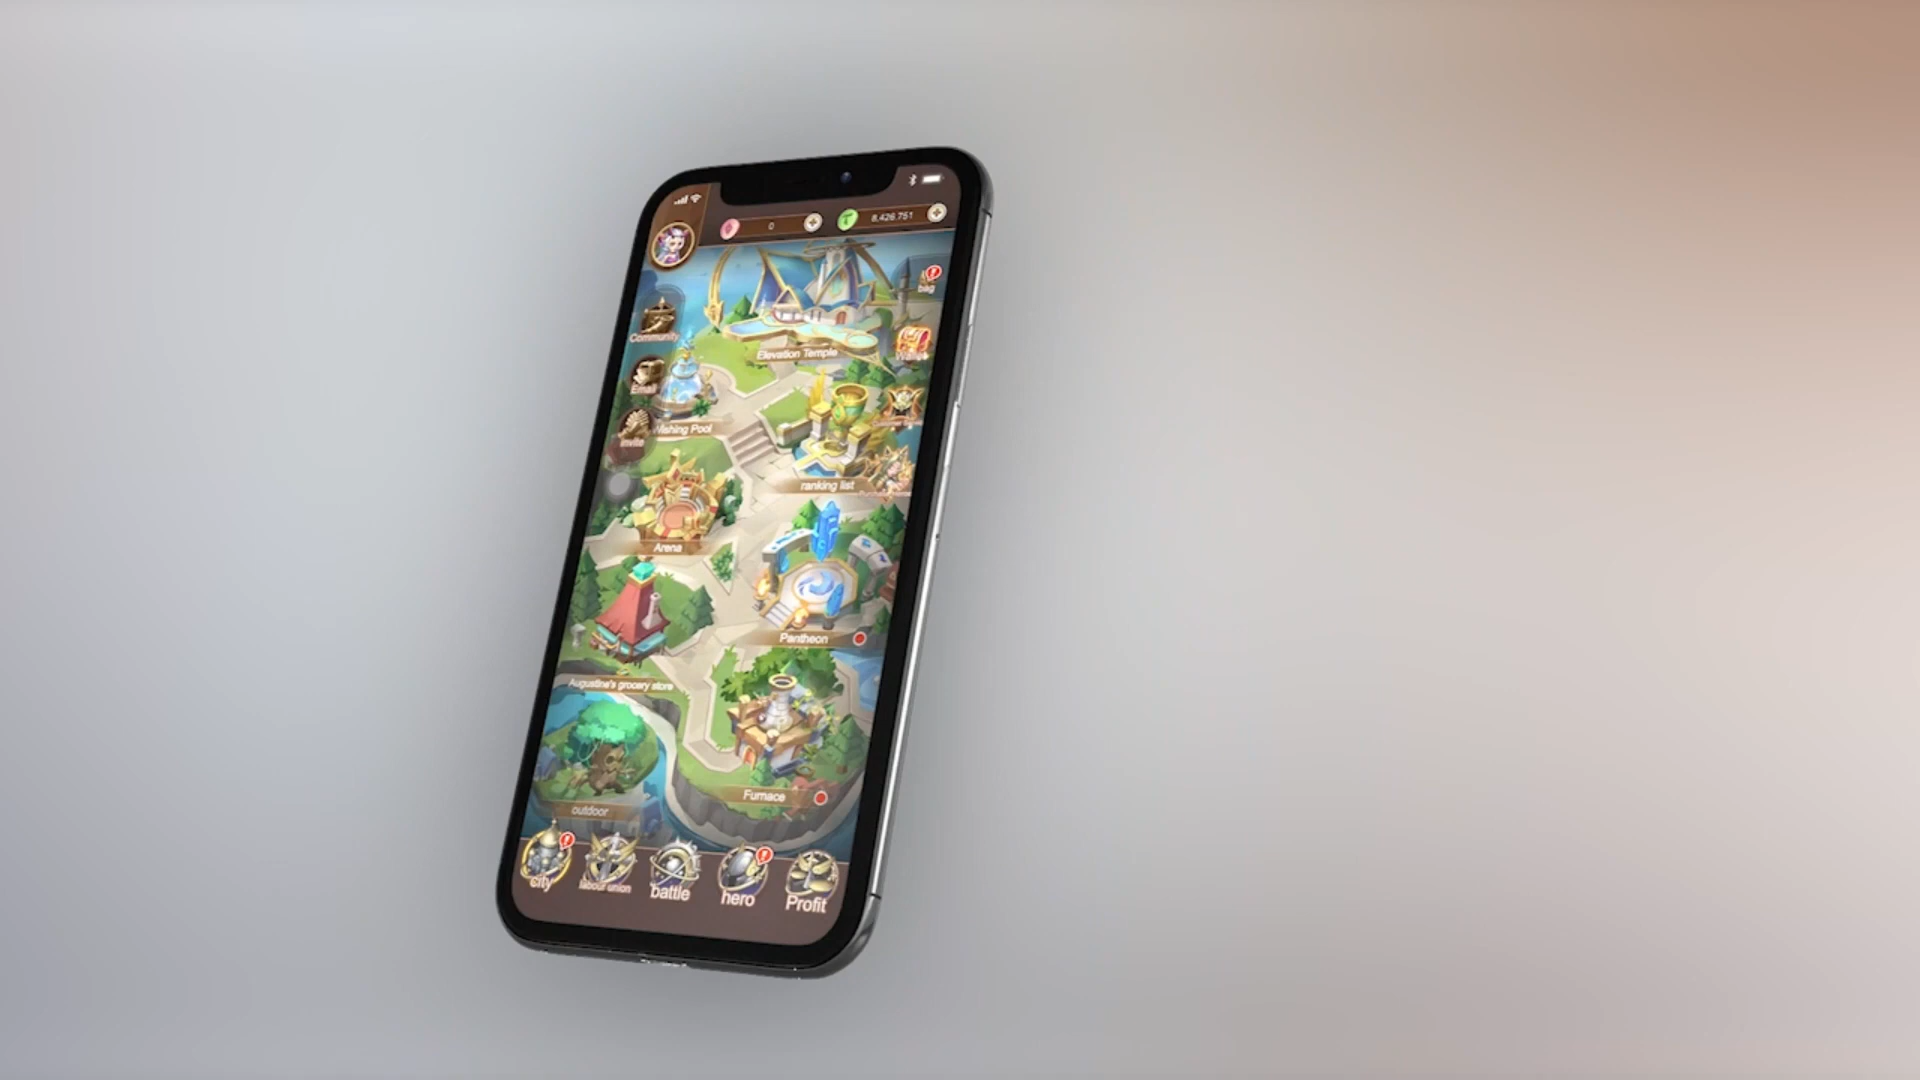 0
8,426.751
bag
Community
Elevation Temple
Email
Wishing Pool
invite
ranking list
Arena
Pantheon
Augustine's grocery store
Furnace
outdoor
city
labour union
battle
hero
Profit